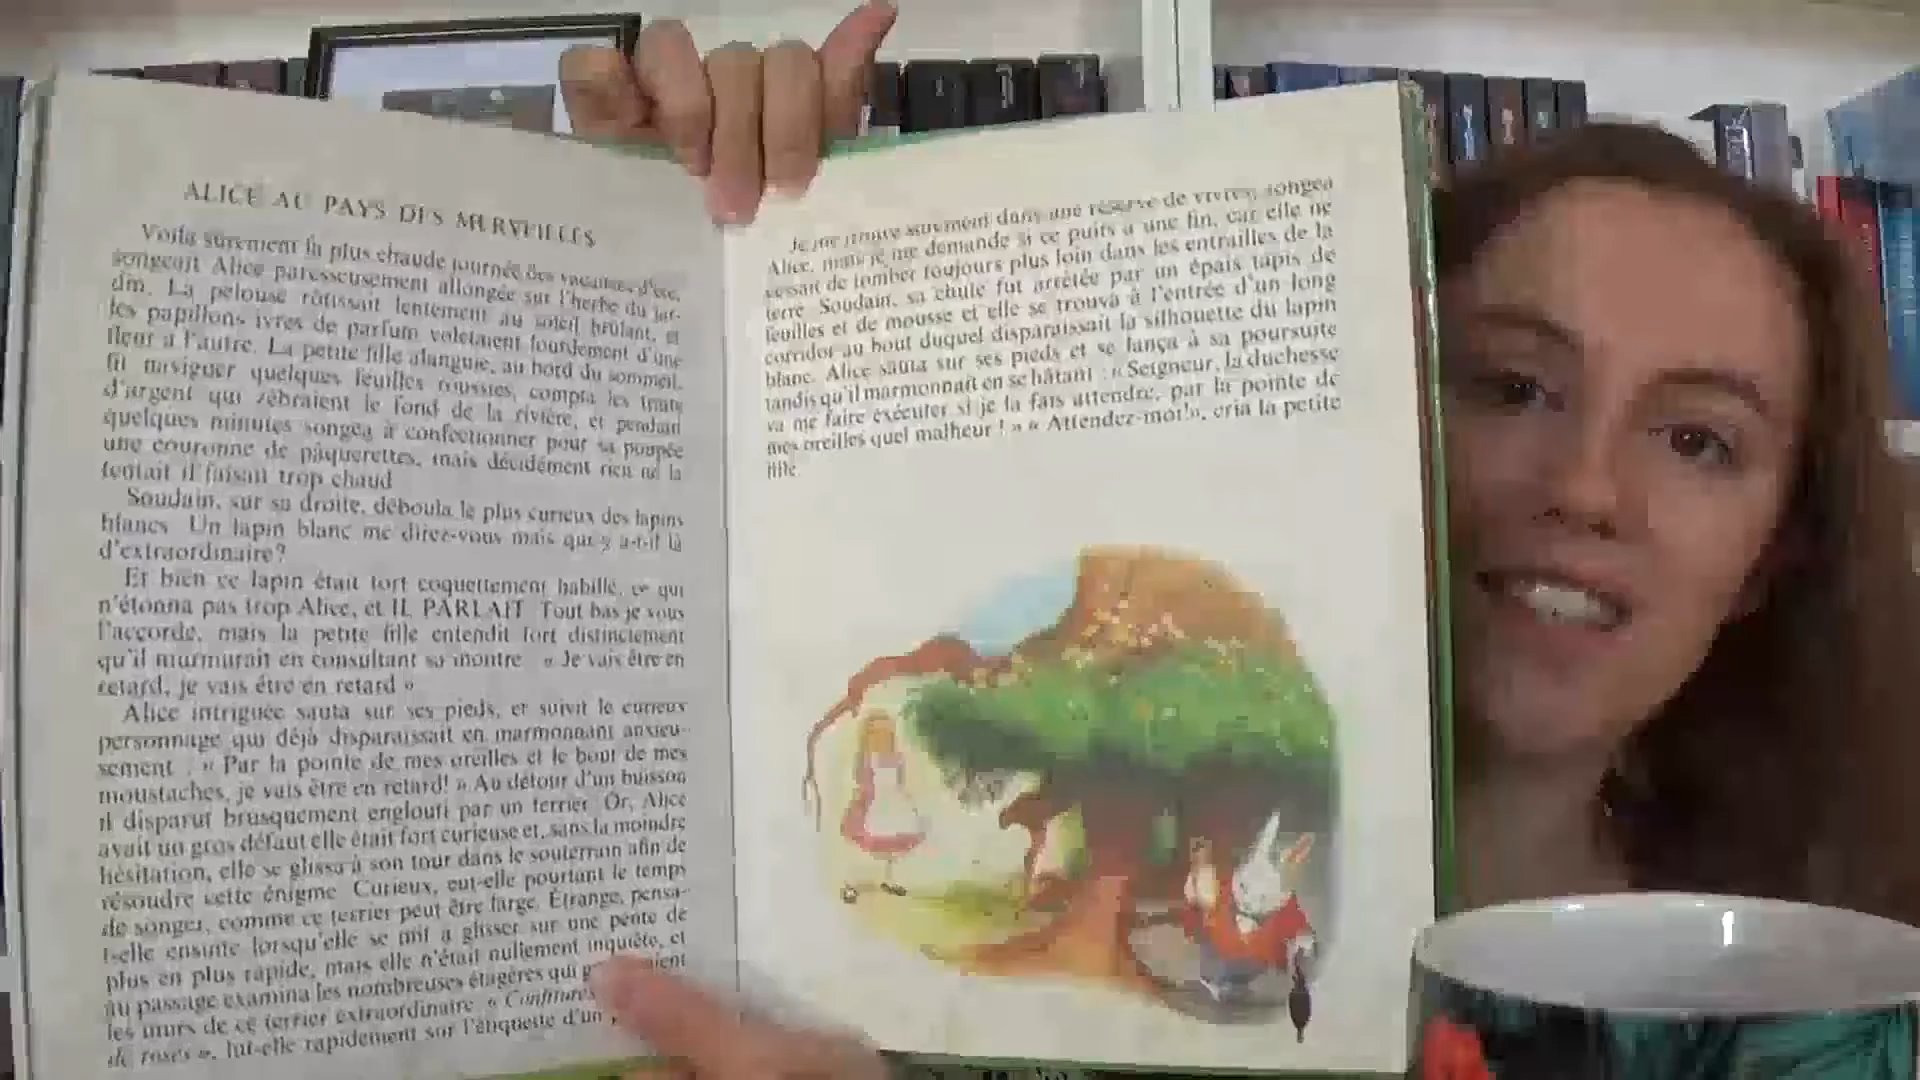 ALICE AU PAYS DES MERVEILLES
Voilà sûrement la plus chaude journée des vacances d'été,
songeait Alice paresseusement allongée sur l'herbe du jar-
din. La pelouse rôtissait lentement au soleil brûlant, et
les papillons ivres de parfum voletaient lourdement d'une
fleur à l'autre. La petite fille alanguie, au bord du sommeil,
fit naviguer quelques feuilles roussies, compta les traits
d'argent qui zébraient le fond de la rivière, et pendant
quelques minutes songea à confectionner pour sa poupée
une couronne de pâquerettes, mais décidément rien ne la
tentait il faisait trop chaud
Soudain, sur sa droite, déboula le plus curieux des lapins
blancs. Un lapin blanc me direz-vous mais qu'y a-t-il là
d'extraordinaire?
Et bien ce lapin était fort coquettement habillé, ce qui
n'étonna pas trop Alice, et IL PARLAIT. Tout bas je vous
l'accorde, mais la petite fille entendit fort distinctement
qu'il murmurait en consultant sa montre « Je vais être en
retard, je vais être en retard »
Alice intriguée sauta sur ses pieds, et suivit le curieux
personnage qui déjà disparaissait en marmonnant anxieu-
sement : « Par la pointe de mes oreilles et le bout de mes
moustaches, je vais être en retard! » Au détour d'un buisson
il disparut brusquement englouti par un terrier. Or, Alice
avait un gros défaut elle était fort curieuse et, sans la moindre
hésitation, elle se glissa à son tour dans le souterrain afin de
résoudre cette énigme. Curieux, eut-elle pourtant le temps
de songer, comme ce terrier peut être large. Étrange, pensa-
t-elle ensuite lorsqu'elle se mit à glisser sur une pente de
plus en plus rapide, mais elle n'était nullement inquiète, et
au passage examina les nombreuses étagères qui
les murs de ce terrier extraordinaire. « Confitures
de roses », lut-elle rapidement sur l'étiquette d'un
Je me trouve sûrement dans une réserve de vivres, songea
Alice, mais je me demande si ce puits a une fin, car elle ne
cessait de tomber toujours plus loin dans les entrailles de la
terre. Soudain, sa chute fut arrêtée par un épais tapis de
feuilles et de mousse et elle se trouva à l'entrée d'un long
corridor au bout duquel disparaissait la silhouette du lapin
blanc. Alice sauta sur ses pieds et se lança à sa poursuite
tandis qu'il marmonnait en se hâtant : « Seigneur, la duchesse
va me faire exécuter si je la fais attendre, par la pointe de
mes oreilles quel malheur ! » « Attendez-moi!», cria la petite
fille.